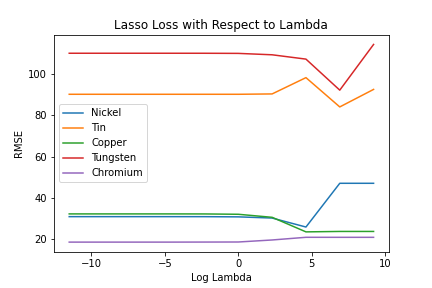 Lasso Loss with Respect to Lambda
RMSE
100
80
60
40
20
Nickel
Tin
Copper
Tungsten
Chromium
−10
−5
0
5
10
Log Lambda